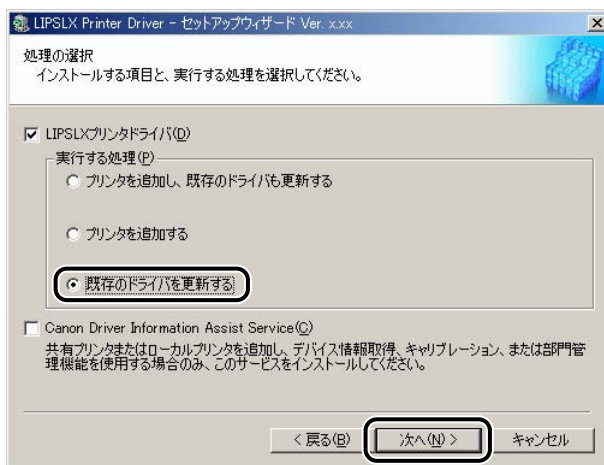 LIPSLX Printer Driver - セットアップウィザード Ver. x.xx
処理の選択
インストールする項目と、実行する処理を選択してください。
LIPSLXプリンタドライバ(D)
実行する処理(P)
プリンタを追加し、既存のドライバも更新する
プリンタを追加する
既存のドライバを更新する
Canon Driver Information Assist Service(C)
共有プリンタまたはローカルプリンタを追加し、デバイス情報取得、キャリブレーション、または部門管
理機能を使用する場合のみ、このサービスをインストールしてください。
< 戻る(B) 次へ(N) > キャンセル